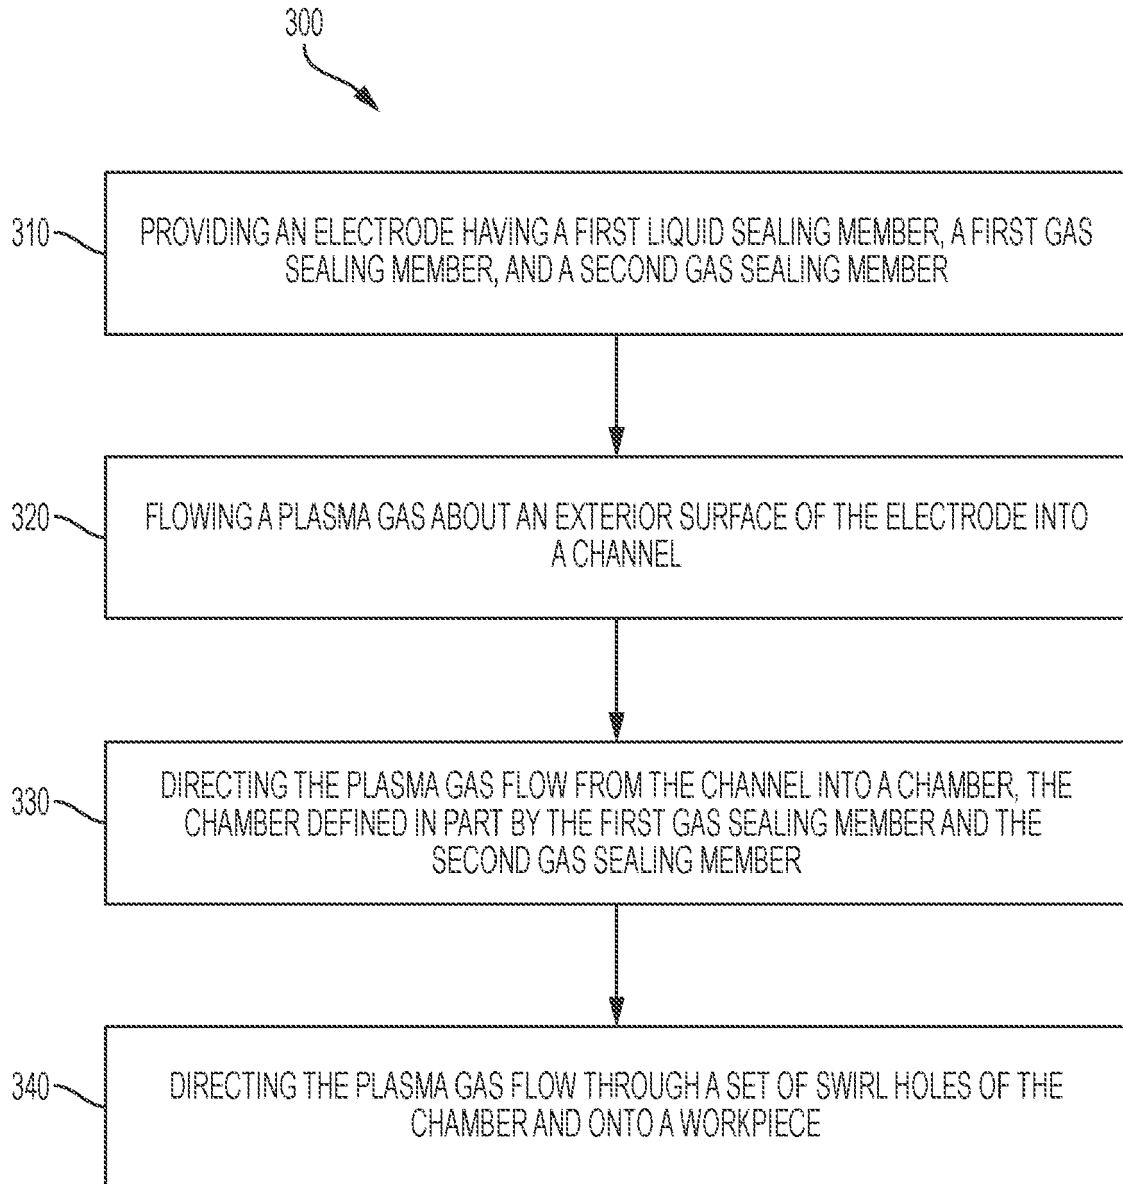 300
310
PROVIDING AN ELECTRODE HAVING A FIRST LIQUID SEALING MEMBER, A FIRST GAS
SEALING MEMBER, AND A SECOND GAS SEALING MEMBER
320
FLOWING A PLASMA GAS ABOUT AN EXTERIOR SURFACE OF THE ELECTRODE INTO
A CHANNEL
330
DIRECTING THE PLASMA GAS FLOW FROM THE CHANNEL INTO A CHAMBER, THE
CHAMBER DEFINED IN PART BY THE FIRST GAS SEALING MEMBER AND THE
SECOND GAS SEALING MEMBER
340
DIRECTING THE PLASMA GAS FLOW THROUGH A SET OF SWIRL HOLES OF THE
CHAMBER AND ONTO A WORKPIECE